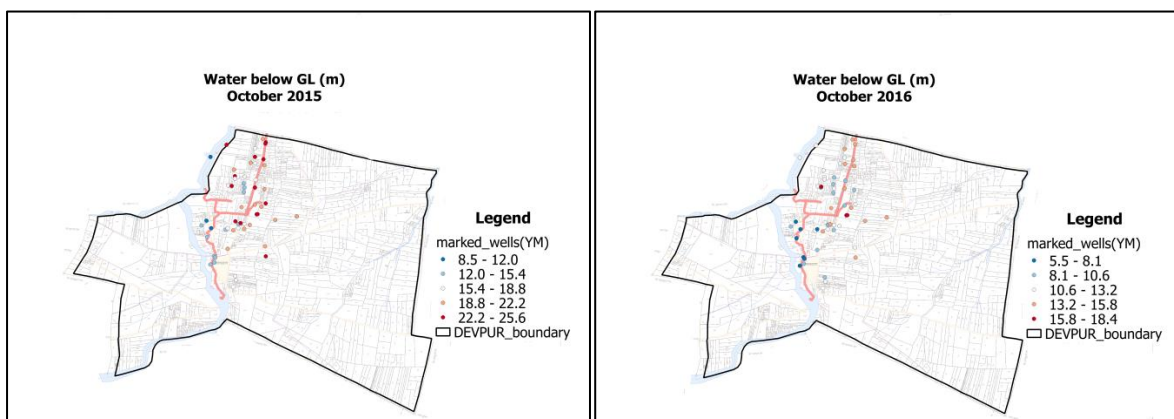 Water below GL (m)
October 2015
Legend
marked_wells(YM)
8.5 - 12.0
12.0 - 15.4
15.4 - 18.8
18.8 - 22.2
22.2 - 25.6
DEVPUR_boundary
Water below GL (m)
October 2016
Legend
marked_wells(YM)
5.5 - 8.1
8.1 - 10.6
10.6 - 13.2
13.2 - 15.8
15.8 - 18.4
DEVPUR_boundary